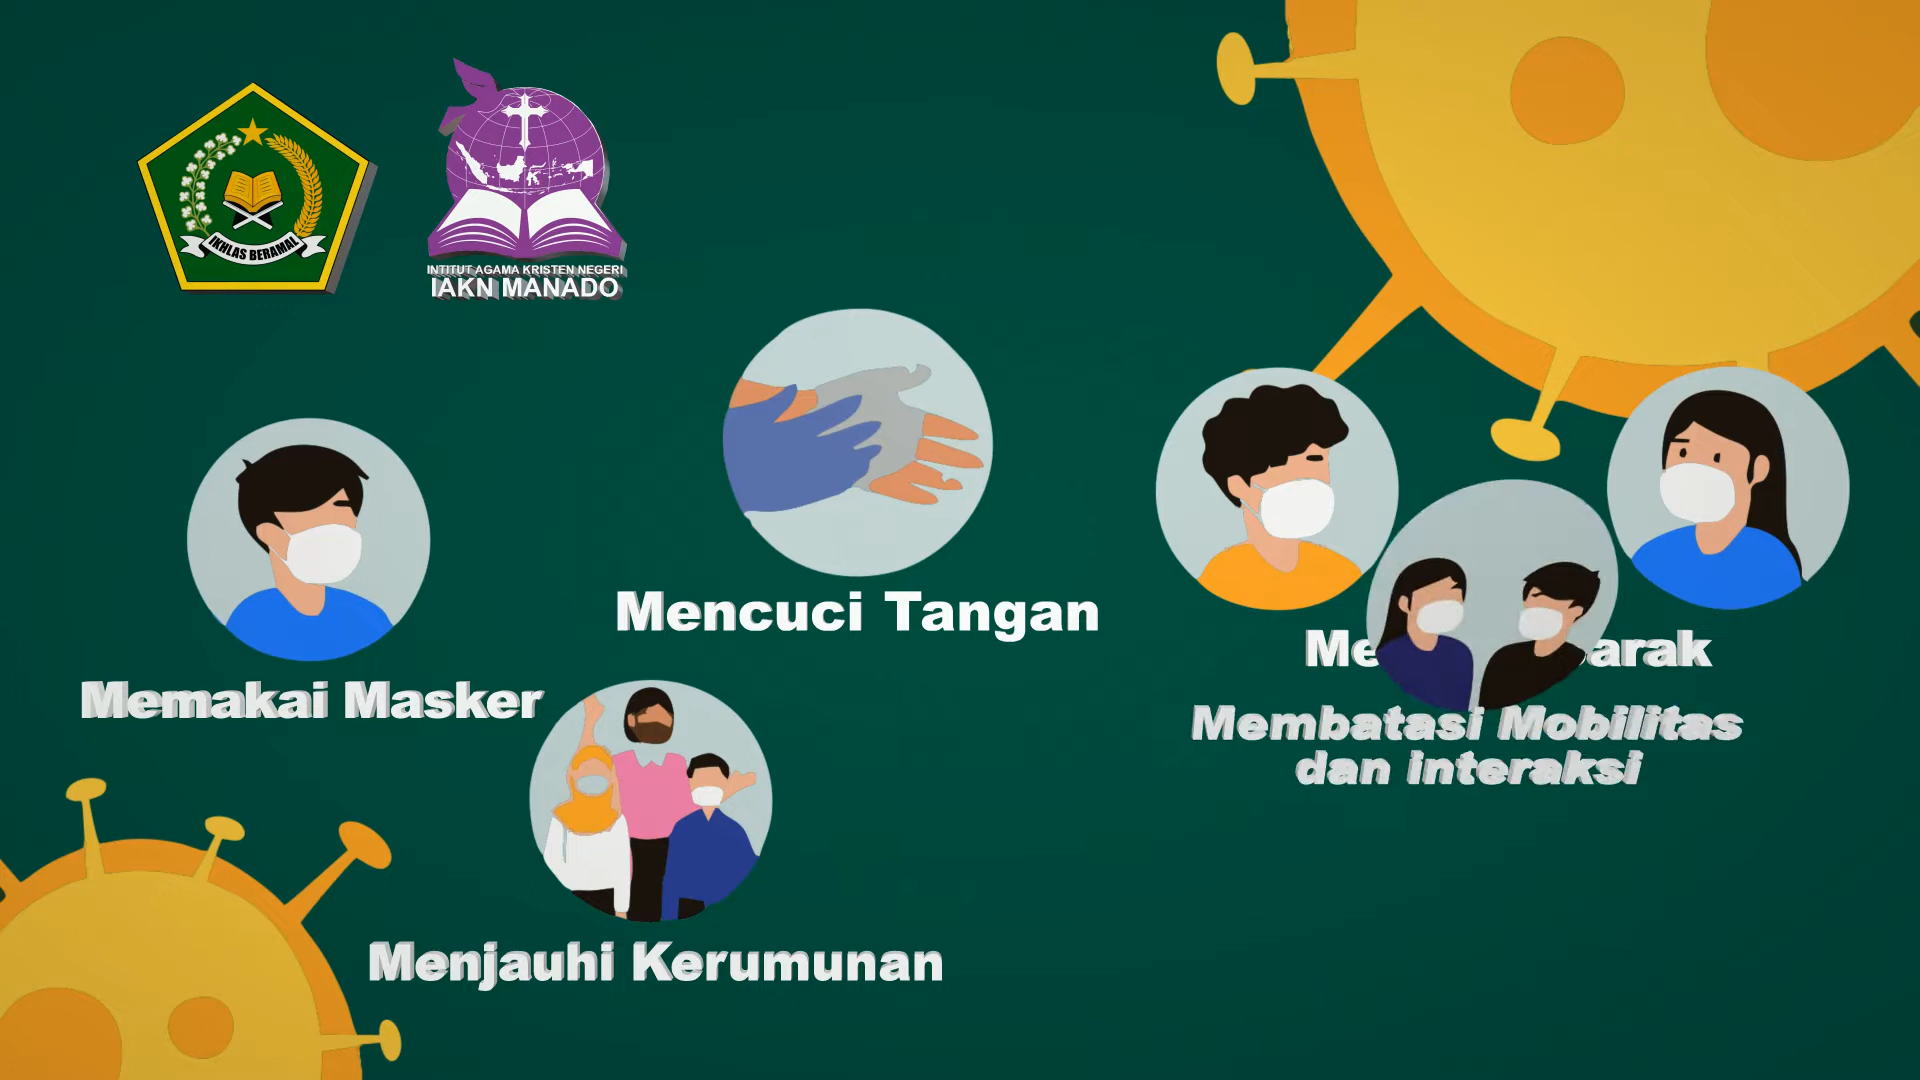 IKHLAS BERAMAL
INTITUT AGAMA KRISTEN NEGERI
IAKN MANADO
Mencuci Tangan
Memakai Masker
Membatasi Mobilitas
dan interaksi
Menjauhi Kerumunan